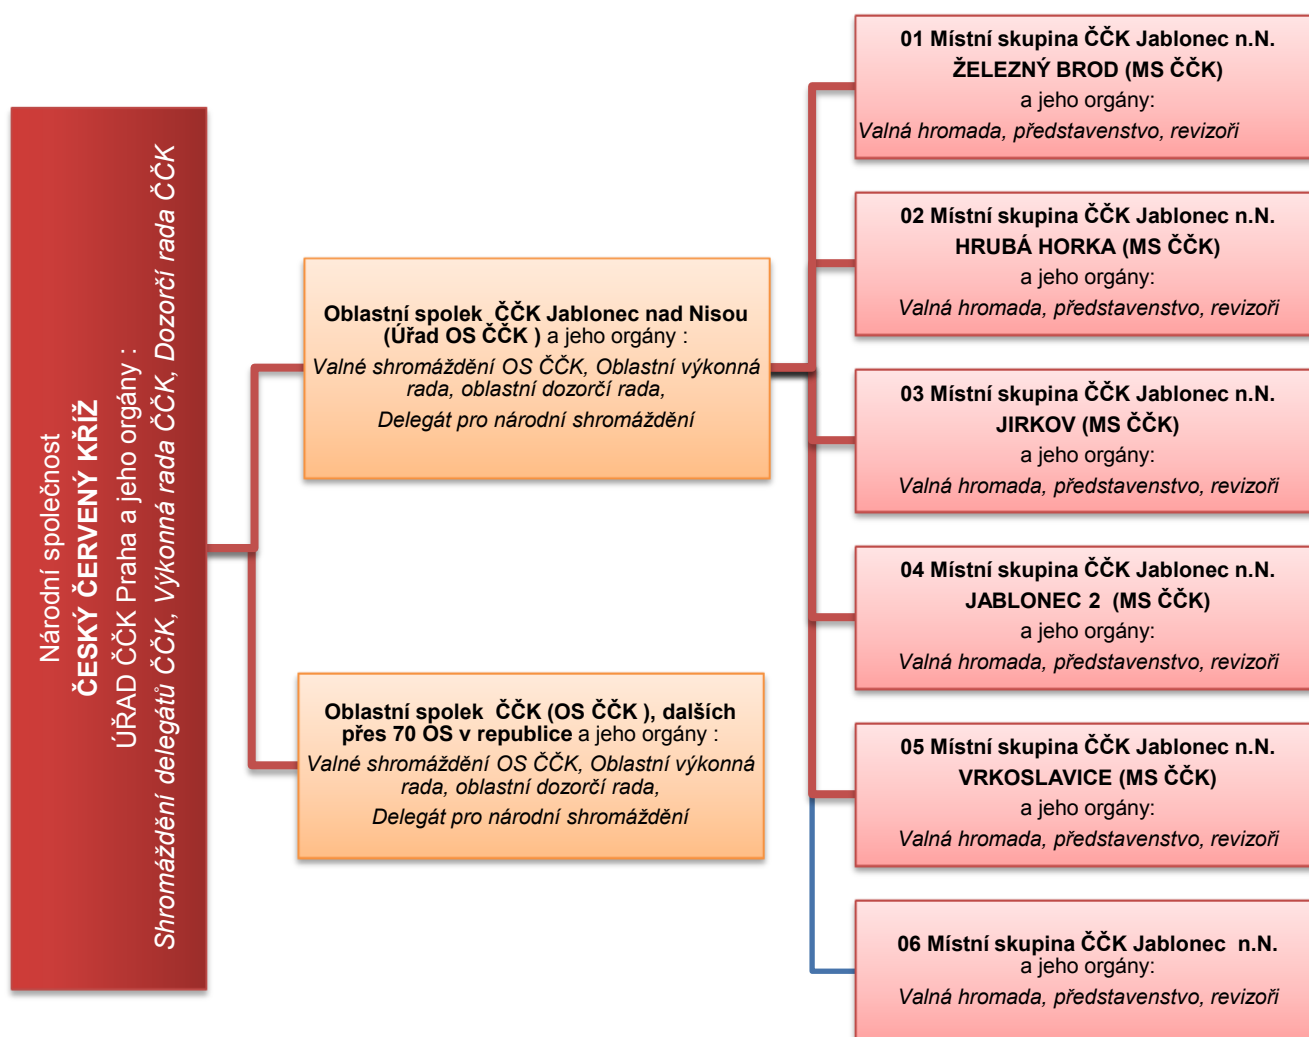 Národní společnost
ČESKÝ ČERVENÝ KŘÍŽ
ÚŘAD ČČK Praha a jeho orgány :
Shromáždění delegátů ČČK, Výkonná rada ČČK, Dozorčí rada ČČK
Oblastní spolek ČČK Jablonec nad Nisou
(Úřad OS ČČK ) a jeho orgány :
Valné shromáždění OS ČČK, Oblastní výkonná
rada, oblastní dozorčí rada,
Delegát pro národní shromáždění
Oblastní spolek ČČK (OS ČČK ), dalších
přes 70 OS v republice a jeho orgány :
Valné shromáždění OS ČČK, Oblastní výkonná
rada, oblastní dozorčí rada,
Delegát pro národní shromáždění
01 Místní skupina ČČK Jablonec n.N.
ŽELEZNÝ BROD (MS ČČK)
a jeho orgány:
Valná hromada, představenstvo, revizoři
02 Místní skupina ČČK Jablonec n.N.
HRUBÁ HORKA (MS ČČK)
a jeho orgány:
Valná hromada, představenstvo, revizoři
03 Místní skupina ČČK Jablonec n.N.
JIRKOV (MS ČČK)
a jeho orgány:
Valná hromada, představenstvo, revizoři
04 Místní skupina ČČK Jablonec n.N.
JABLONEC 2 (MS ČČK)
a jeho orgány:
Valná hromada, představenstvo, revizoři
05 Místní skupina ČČK Jablonec n.N.
VRKOSLAVICE (MS ČČK)
a jeho orgány:
Valná hromada, představenstvo, revizoři
06 Místní skupina ČČK Jablonec n.N.
a jeho orgány:
Valná hromada, představenstvo, revizoři